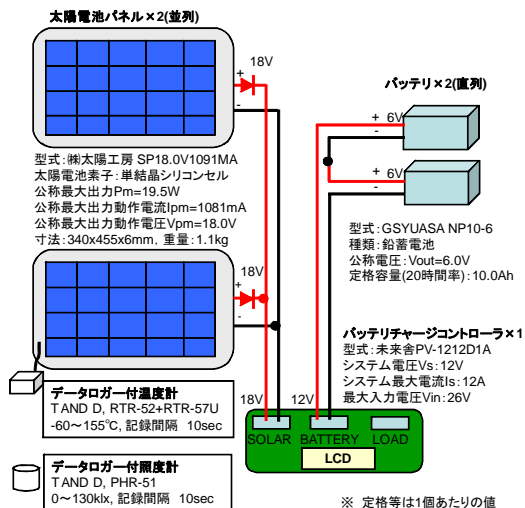 太陽電池パネル×2(並列)
18V
+
-
型式:㈱太陽工房 SP18.0V1091MA
太陽電池素子:単結晶シリコンセル
公称最大出力Pm=19.5W
公称最大出力動作電流Ipm=1081mA
公称最大出力動作電圧Vpm=18.0V
寸法:340x455x6mm, 重量:1.1kg
18V
+
-
データロガー付温度計
TAND D, RTR-52+RTR-57U
-60～155℃, 記録間隔 10sec
データロガー付照度計
TAND D, PHR-51
0～130klx, 記録間隔 10sec
バッテリ×2(直列)
+ 6V
-
+ 6V
-
型式:GSYUASA NP10-6
種類:鉛蓄電池
公称電圧:Vout=6.0V
定格容量(20時間率):10.0Ah
バッテリチャージコントローラ×1
型式:未来舎PV-1212D1A
システム電圧Vs:12V
システム最大電流Is:12A
最大入力電圧Vin:26V
18V 12V
SOLAR BATTERY LOAD
LCD
※ 定格等は1個あたりの値